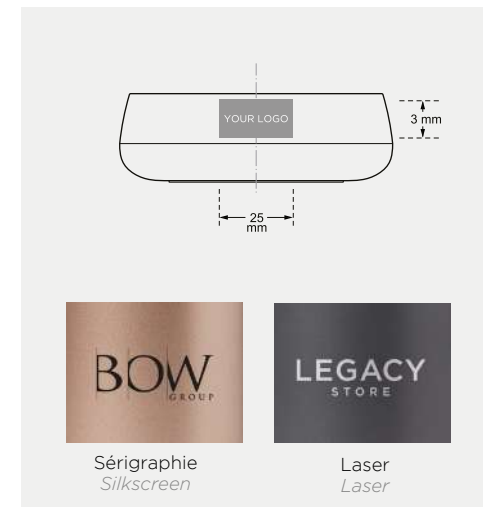 YOUR LOGO
3 mm
25
mm
BOW
GROUP
LEGACY
STORE
Sérigraphie
Silkscreen
Laser
Laser